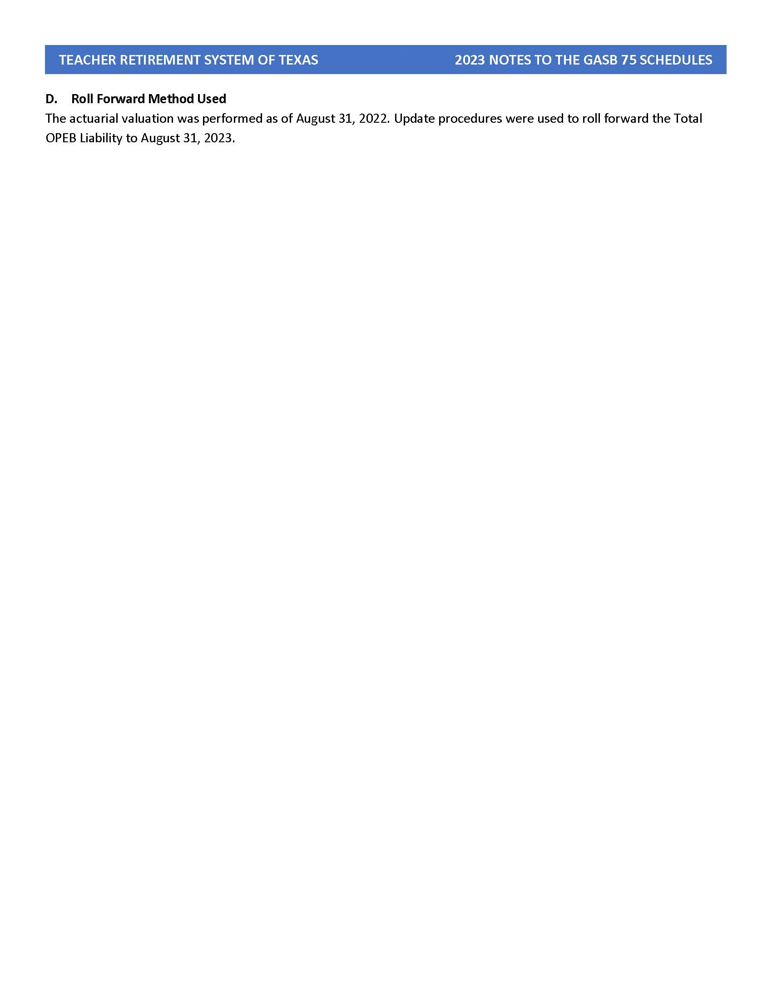 TEACHER RETIREMENT SYSTEM OF TEXAS 2023 NOTES TO THE GASB 75 SCHEDULES
D. Roll Forward Method Used
The actuarial valuation was performed as of August 31, 2022. Update procedures were used to roll forward the Total
OPEB Liability to August 31, 2023.